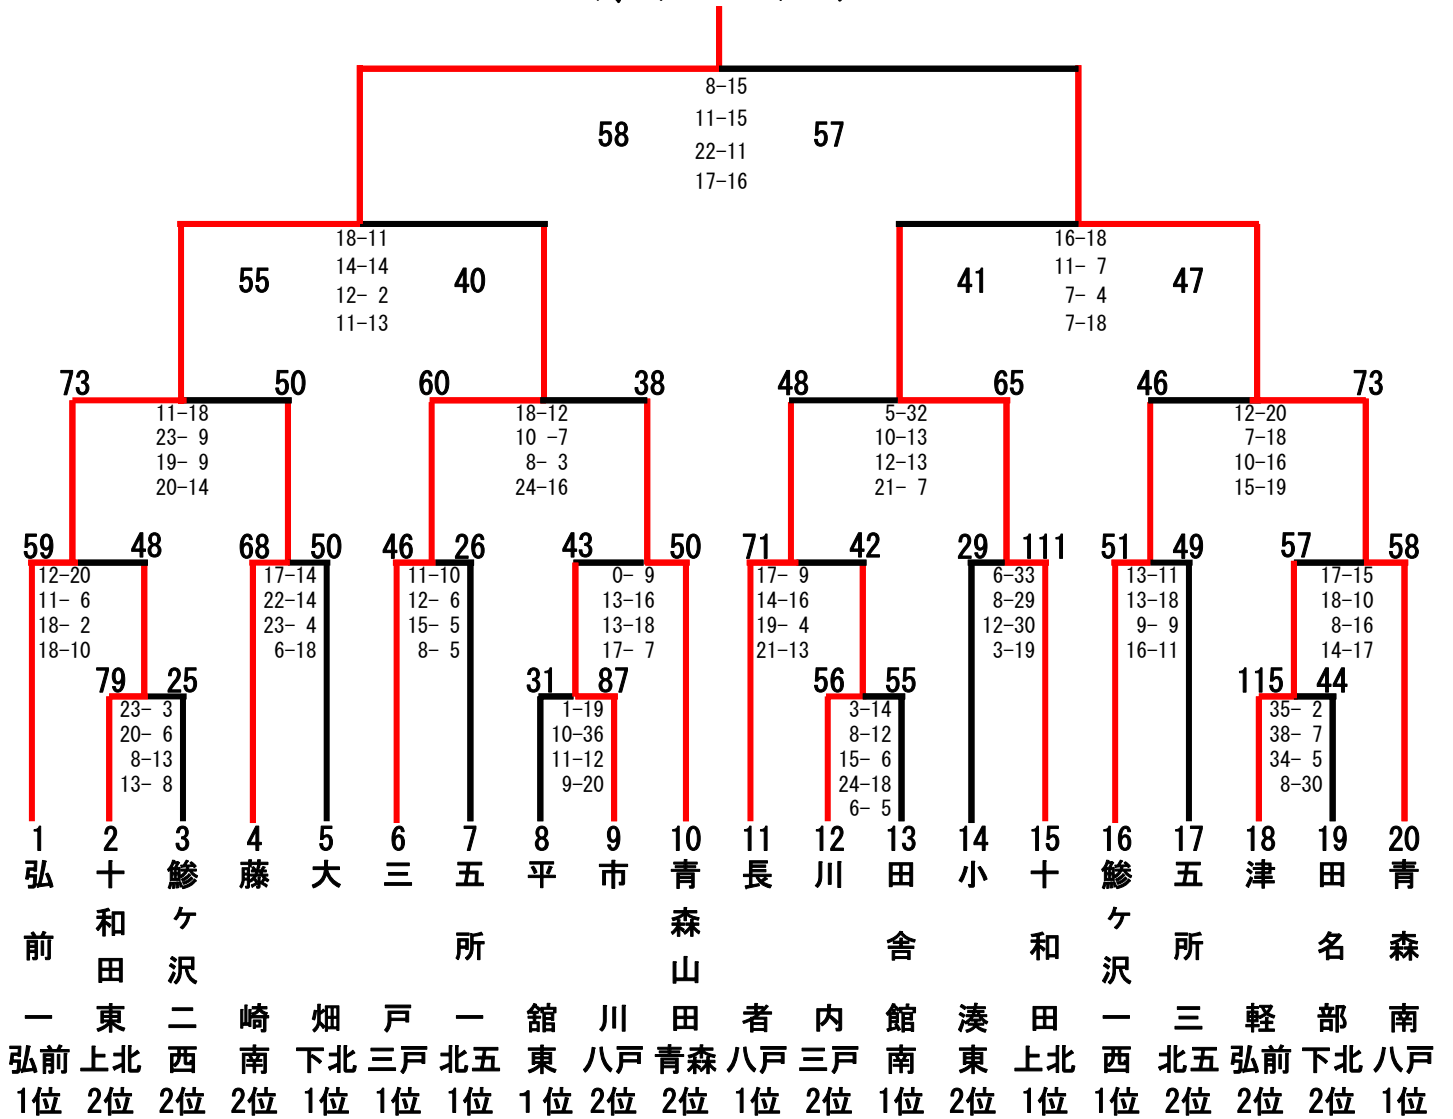 8-15
11-15
58 57
22-11
17-16
18-11
14-14
55 40
12- 2
11-13
16-18
11- 7
41 47
7- 4
7-18
73 50 60 38 48 65 46 73
11-18 18-12 5-32 12-20
23- 9 10 -7 10-13 7-18
19- 9 8- 3 12-13 10-16
20-14 24-16 21- 7 15-19
59 48 68 50 46 26 43 50 71 42 29 111 51 49 57 58
12-20 17-14 11-10 0- 9 17- 9 6-33 13-11 17-15
11- 6 22-14 12- 6 13-16 14-16 8-29 13-18 18-10
18- 2 23- 4 15- 5 13-18 19- 4 12-30 9- 9 8-16
18-10 6-18 8- 5 17- 7 21-13 3-19 16-11 14-17
79 25 31 87 56 55 115 44
23- 3 1-19 3-14 35- 2
20- 6 10-36 8-12 38- 7
8-13 11-12 15- 6 34- 5
13- 8 9-20 24-18 8-30
6- 5
1 2 3 4 5 6 7 8 9 10 11 12 13 14 15 16 17 18 19 20
弘前一
十和田東
鯵ケ沢二
藤崎
大畑
三戸
五所一
平舘
市川
青森山田
長者
川内
田舎館
小湊
十和田
鯵ケ沢一
五所三
津軽
田名部
青森南
弘前 上北 西 南 下北 三戸 北五 東 八戸 青森 八戸 三戸 南 東 上北 西 北五 弘前 下北 八戸
1位 2位 2位 2位 1位 1位 1位 1位 2位 2位 1位 2位 1位 2位 1位 1位 2位 2位 2位 1位